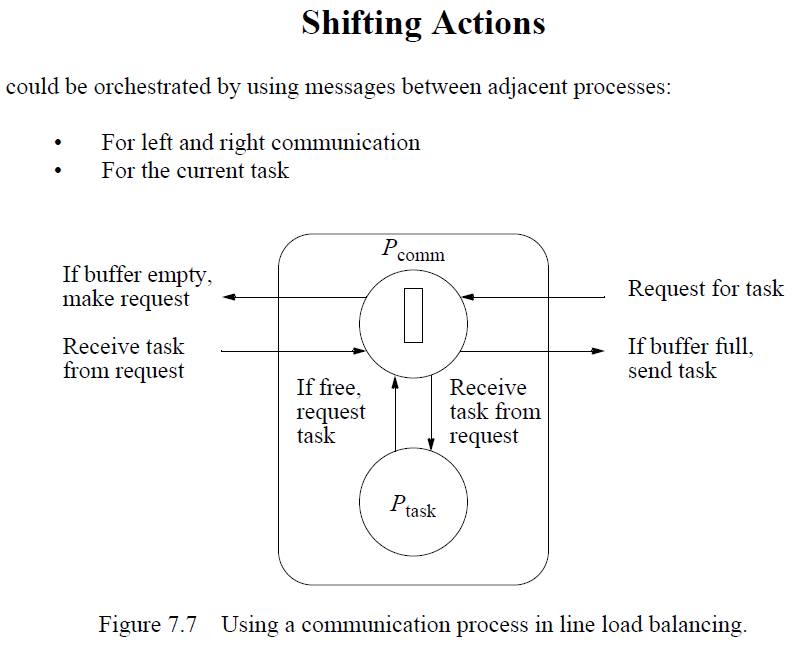 Shifting Actions
could be orchestrated by using messages between adjacent processes:
• For left and right communication
• For the current task
Pcomm
If buffer empty,
make request
Request for task
Receive task
from request
If buffer full,
send task
If free,
request
task
Receive
task from
request
Ptask
Figure 7.7 Using a communication process in line load balancing.